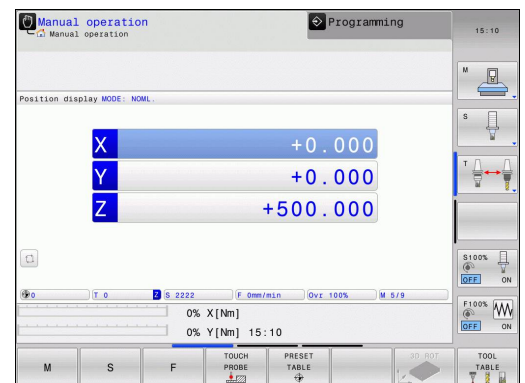 Manual operation
Manual operation
Programming
15:10
M
Position display MODE: NOML.
S
X +0.000
Y +0.000
Z +500.000
T
S100%
OFF ON
0 T 0 Z S 2222 F 0mm/min Ovr 100% M 5/9
F100%
OFF ON
0% X[Nm]
0% Y[Nm] 15:10
M
S
F
TOUCH PROBE
PRESET TABLE
3D ROT
TOOL TABLE